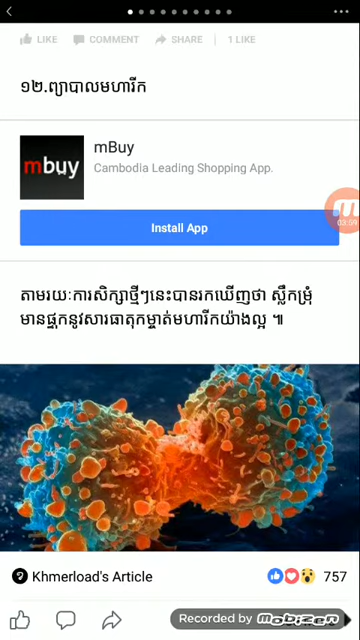 LIKE COMMENT SHARE 1 LIKE
១២.ព្យាបាលមហារីក
mbuy
mBuy
Cambodia Leading Shopping App.
Install App
តាមរយៈការសិក្សាថ្មីៗនេះបានរកឃើញថា ស្លឹកម្រុំ
មានផ្ទុកនូវសារធាតុកម្ចាត់មហារីកយ៉ាងល្អ ៕
Khmerload's Article 757
Recorded by mobizen